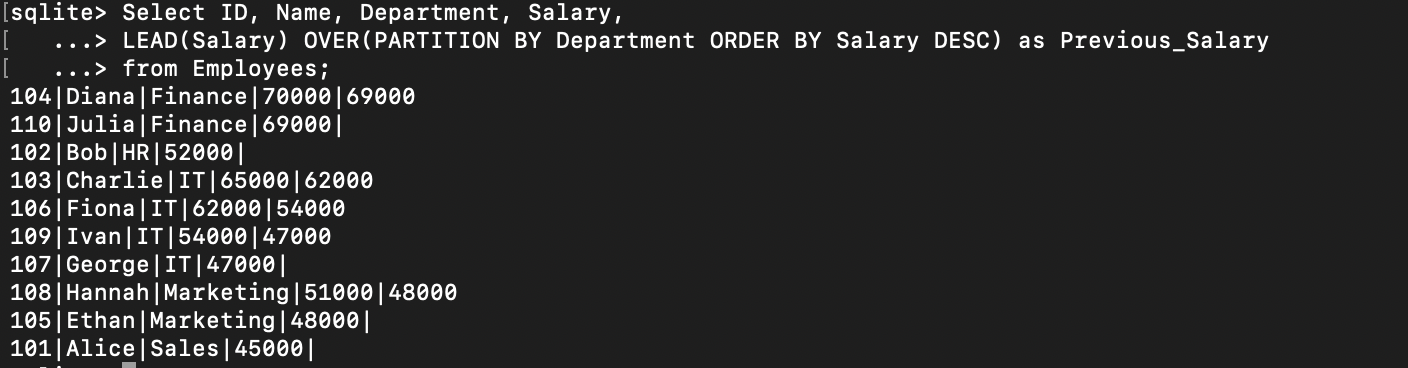 [sqlite> Select ID, Name, Department, Salary,
[   ...> LEAD(Salary) OVER(PARTITION BY Department ORDER BY Salary DESC) as Previous_Salary
[   ...> from Employees;
104|Diana|Finance|70000|69000
110|Julia|Finance|69000|
102|Bob|HR|52000|
103|Charlie|IT|65000|62000
106|Fiona|IT|62000|54000
109|Ivan|IT|54000|47000
107|George|IT|47000|
108|Hannah|Marketing|51000|48000
105|Ethan|Marketing|48000|
101|Alice|Sales|45000|